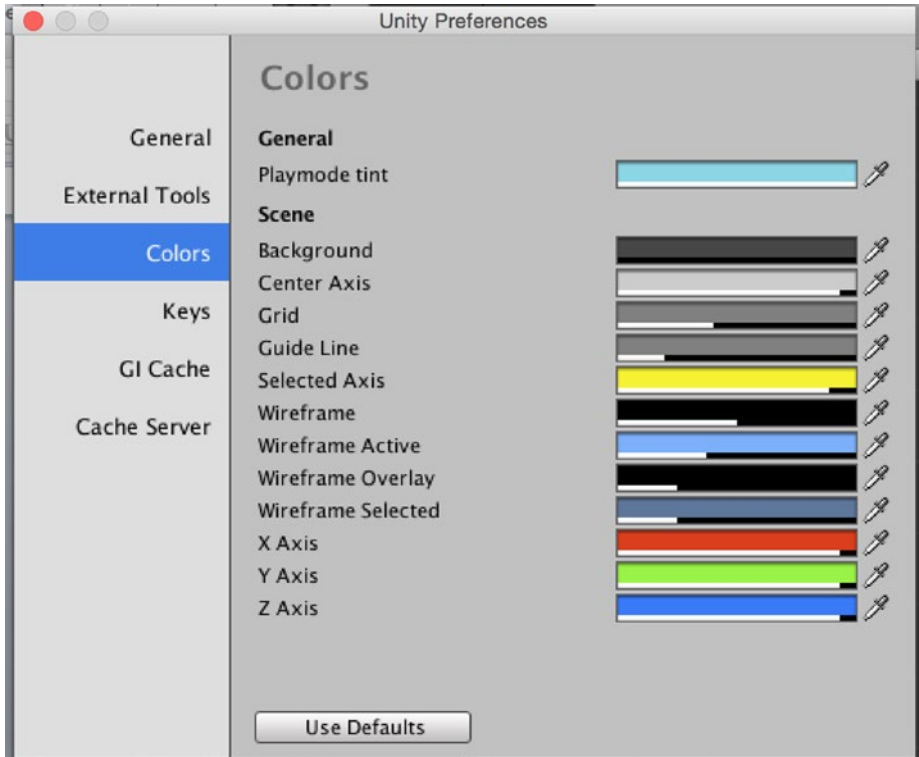 Unity Preferences
General
External Tools
Colors
Keys
GI Cache
Cache Server
Colors
General
Playmode tint
Scene
Background
Center Axis
Grid
Guide Line
Selected Axis
Wireframe
Wireframe Active
Wireframe Overlay
Wireframe Selected
X Axis
Y Axis
Z Axis
Use Defaults